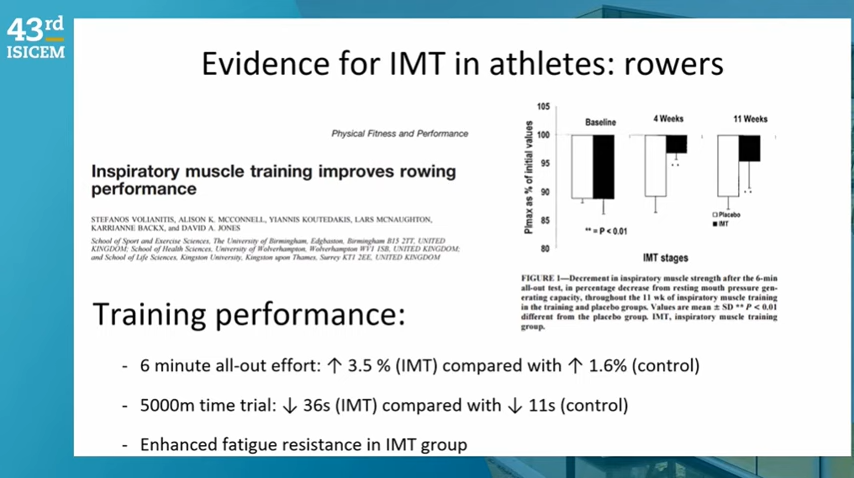 43rd
ISICEM
Evidence for IMT in athletes: rowers
Physical Fitness and Performance
Inspiratory muscle training improves rowing
performance
STEFANOS VOLIANITIS, ALISON K. MCCONNELL, YIANNIS KOUTEDAKIS, LARS MCNAUGHTON,
KARRIANNE BACKX, and DAVID A. JONES
School of Sport and Exercise Sciences, The University of Birmingham, Edgbaston, Birmingham B15 2TT, UNITED
KINGDOM; School of Health Sciences, University of Wolverhampton, Wolverhampton WV1 1SB, UNITED KINGDOM;
and School of Life Sciences, Kingston University, Kingston upon Thames, Surrey KT1 2EE, UNITED KINGDOM
PImax as % of initial values
105
100
95
90
85
80
Baseline
4 Weeks
11 Weeks
**
**
Placebo
IMT
** = P < 0.01
IMT stages
FIGURE 1—Decrement in inspiratory muscle strength after the 6-min
all-out test, in percentage decrease from resting mouth pressure gen-
erating capacity, throughout the 11 wk of inspiratory muscle training
in the training and placebo groups. Values are mean ± SD ** P < 0.01
different from the placebo group. IMT, inspiratory muscle training
group.
Training performance:
- 6 minute all-out effort: ↑ 3.5 % (IMT) compared with ↑ 1.6% (control)
- 5000m time trial: ↓ 36s (IMT) compared with ↓ 11s (control)
- Enhanced fatigue resistance in IMT group